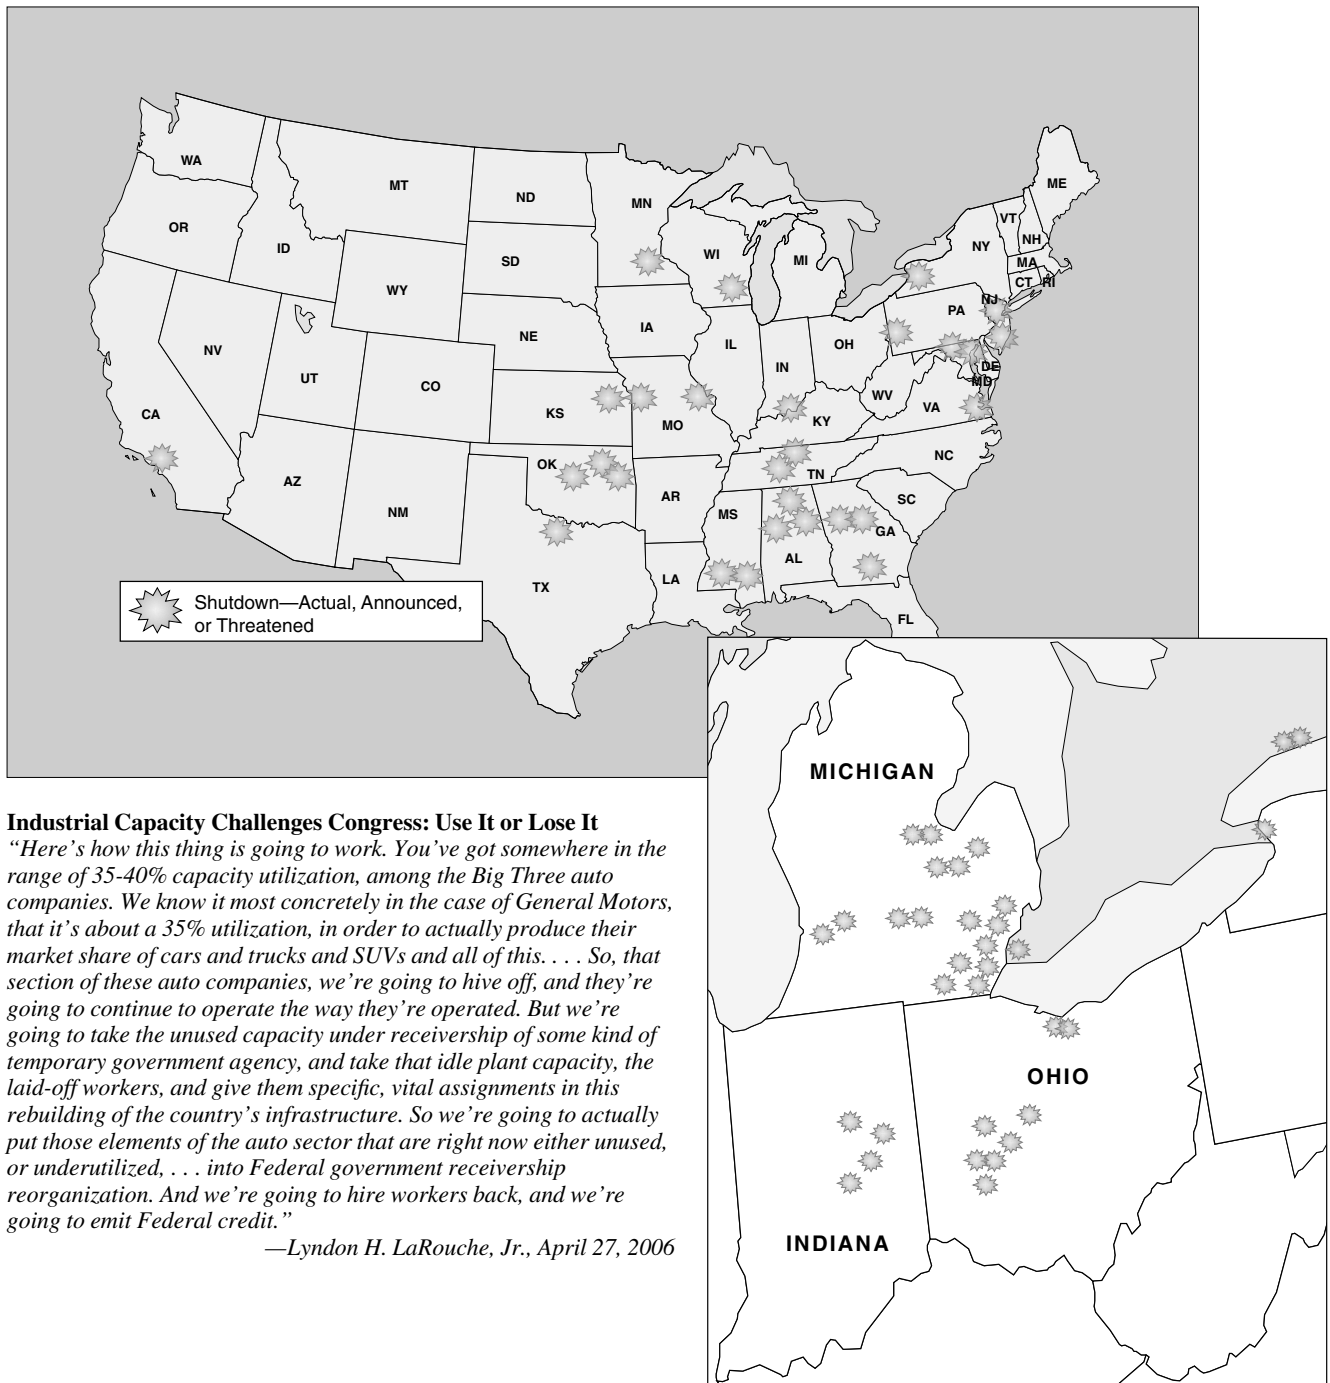 WA
MT
ND
MN
ME
OR
ID
SD
WI
MI
NY
VT
NH
MA
CT
RI
WY
NE
IA
PA
NJ
NV
UT
CO
IL
IN
OH
DE
MD
CA
KS
MO
KY
WV
VA
AZ
NM
OK
AR
TN
NC
SC
MS
AL
GA
TX
LA
FL
Shutdown—Actual, Announced,
or Threatened
MICHIGAN
OHIO
INDIANA
Industrial Capacity Challenges Congress: Use It or Lose It
“Here’s how this thing is going to work. You’ve got somewhere in the
range of 35-40% capacity utilization, among the Big Three auto
companies. We know it most concretely in the case of General Motors,
that it’s about a 35% utilization, in order to actually produce their
market share of cars and trucks and SUVs and all of this. . . . So, that
section of these auto companies, we’re going to hive off, and they’re
going to continue to operate the way they’re operated. But we’re
going to take the unused capacity under receivership of some kind of
temporary government agency, and take that idle plant capacity, the
laid-off workers, and give them specific, vital assignments in this
rebuilding of the country’s infrastructure. So we’re going to actually
put those elements of the auto sector that are right now either unused,
or underutilized, . . . into Federal government receivership
reorganization. And we’re going to hire workers back, and we’re
going to emit Federal credit.”
—Lyndon H. LaRouche, Jr., April 27, 2006